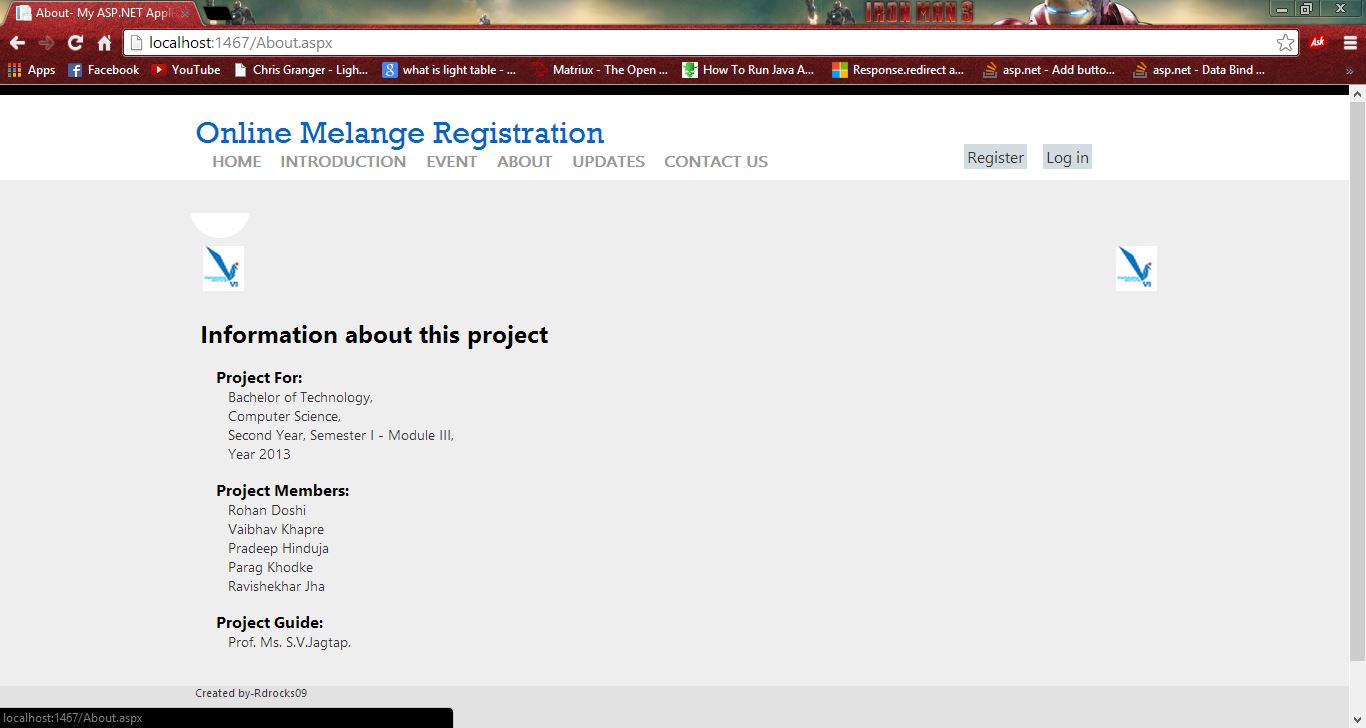 About- My ASP.NET Appl
IRON MAN 3
localhost:1467/About.aspx
Ask
Apps
Facebook
YouTube
Chris Granger - Ligh...
what is light table - ...
Matriux - The Open ...
How To Run Java A...
Response.redirect a...
asp.net - Add butto...
asp.net - Data Bind ...
Online Melange Registration
HOME INTRODUCTION EVENT ABOUT UPDATES CONTACT US
Register Log in
VI
VI
Information about this project
Project For:
Bachelor of Technology,
Computer Science,
Second Year, Semester I - Module III,
Year 2013
Project Members:
Rohan Doshi
Vaibhav Khapre
Pradeep Hinduja
Parag Khodke
Ravishekhar Jha
Project Guide:
Prof. Ms. S.V.Jagtap.
Created by-Rdrocks09
localhost:1467/About.aspx